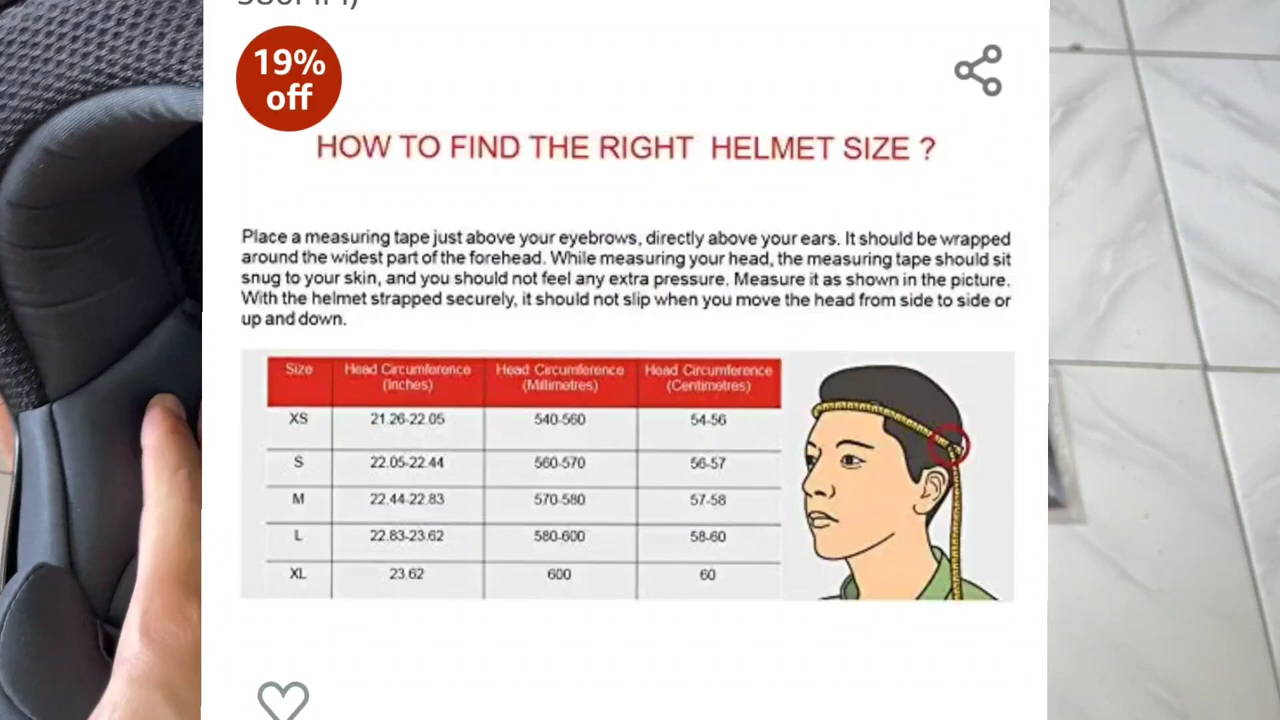 19%
off
HOW TO FIND THE RIGHT HELMET SIZE ?
Place a measuring tape just above your eyebrows, directly above your ears. It should be wrapped
around the widest part of the forehead. While measuring your head, the measuring tape should sit
snug to your skin, and you should not feel any extra pressure. Measure it as shown in the picture.
With the helmet strapped securely, it should not slip when you move the head from side to side or
up and down.
Size Head Circumference (Inches) Head Circumference (Millimetres) Head Circumference (Centimetres)
XS 21.26-22.05 540-560 54-56
S 22.05-22.44 560-570 56-57
M 22.44-22.83 570-580 57-58
L 22.83-23.62 580-600 58-60
XL 23.62 600 60